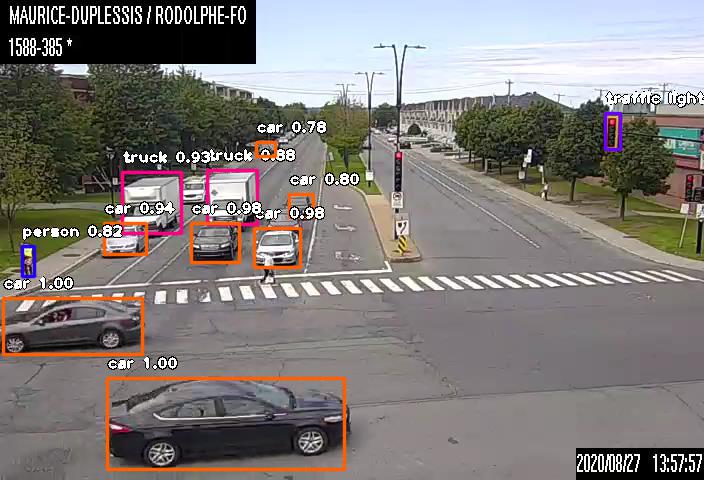 MAURICE-DUPLESSIS / RODOLPHE-FO
1588-385 *
traffic light
car 0.78
truck 0.93
truck 0.88
car 0.80
car 0.94
car 0.98
car 0.98
person 0.82
car 1.00
car 1.00
2020/08/27 13:57:57